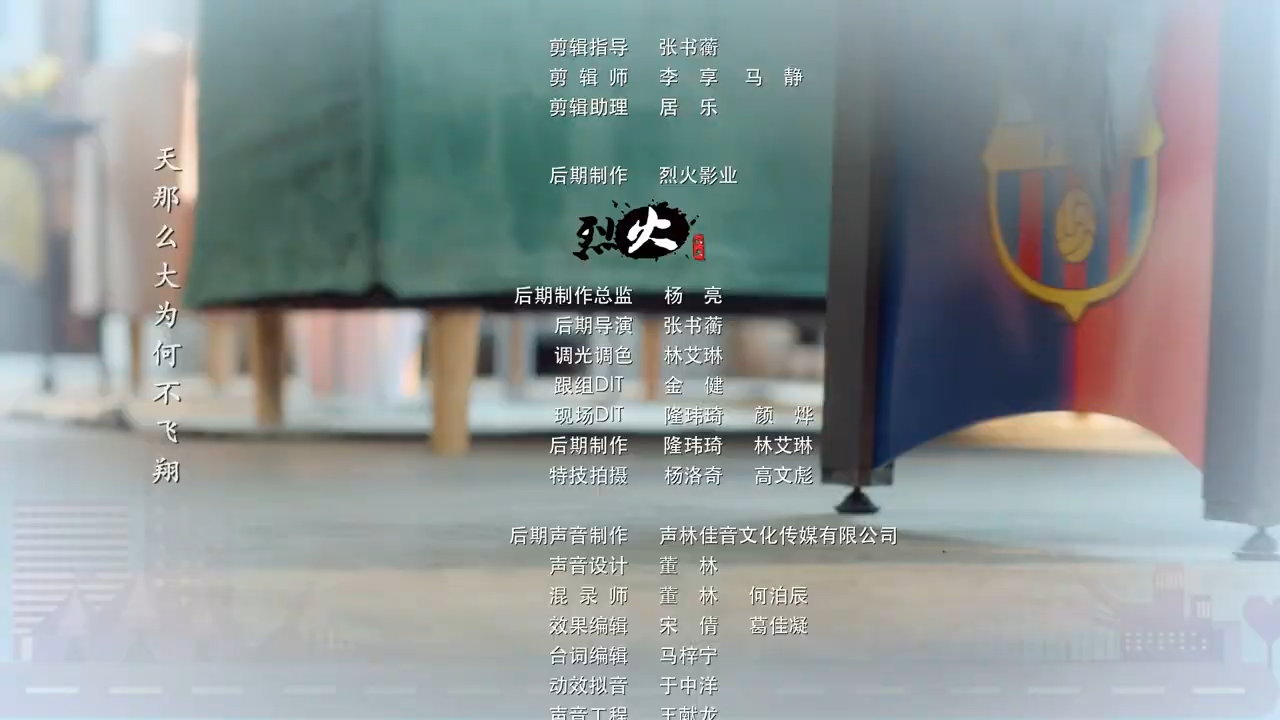 剪辑指导 张书蘅
剪辑师 李享 马静
剪辑助理 居乐
后期制作 烈火影业
烈火
后期制作总监 杨亮
后期导演 张书蘅
调光调色 林艾琳
跟组DIT 金健
现场DIT 隆玮琦 颜烨
后期制作 隆玮琦 林艾琳
特技拍摄 杨洛奇 高文彪
后期声音制作 声林佳音文化传媒有限公司
声音设计 董林
混录师 董林 何泊辰
效果编辑 宋倩 葛佳凝
台词编辑 马梓宁
动效拟音 于中洋
声音工程 王献龙
天那么大为何不飞翔